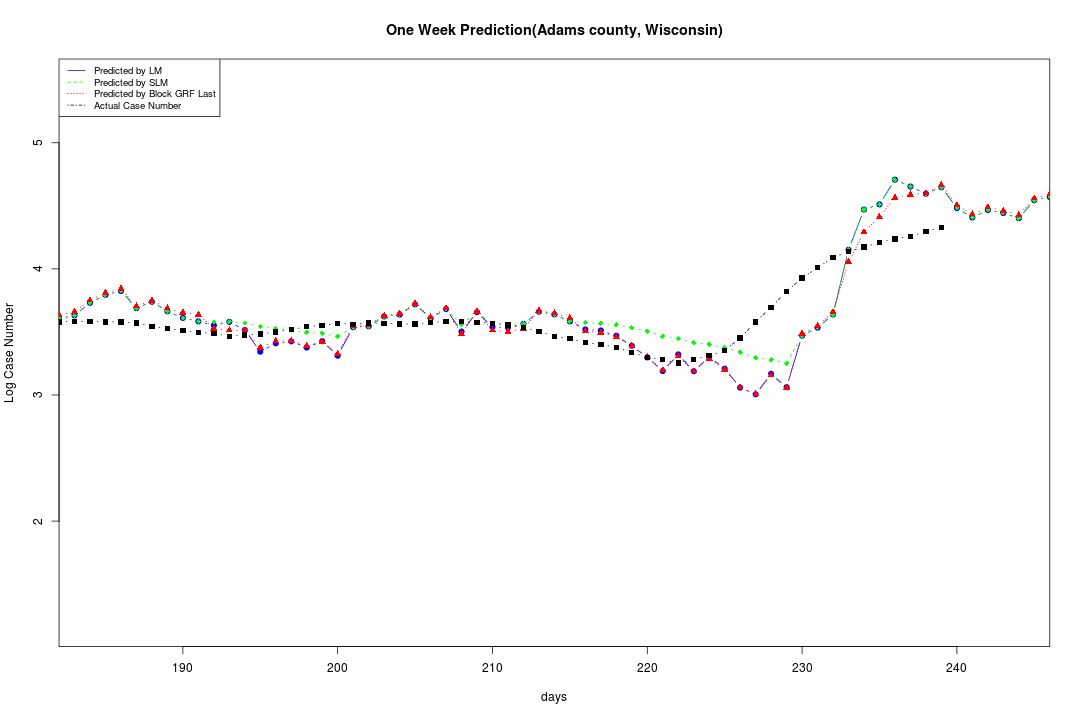 One Week Prediction(Adams county, Wisconsin)
Predicted by LM
Predicted by SLM
Predicted by Block GRF Last
Actual Case Number
5
4
3
2
Log Case Number
190
200
210
220
230
240
days